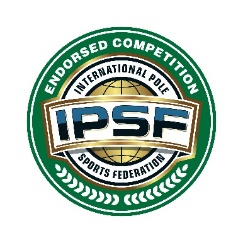 ENDORSED COMPETITION
INTERNATIONAL POLE
IPSF
SPORTS FEDERATION